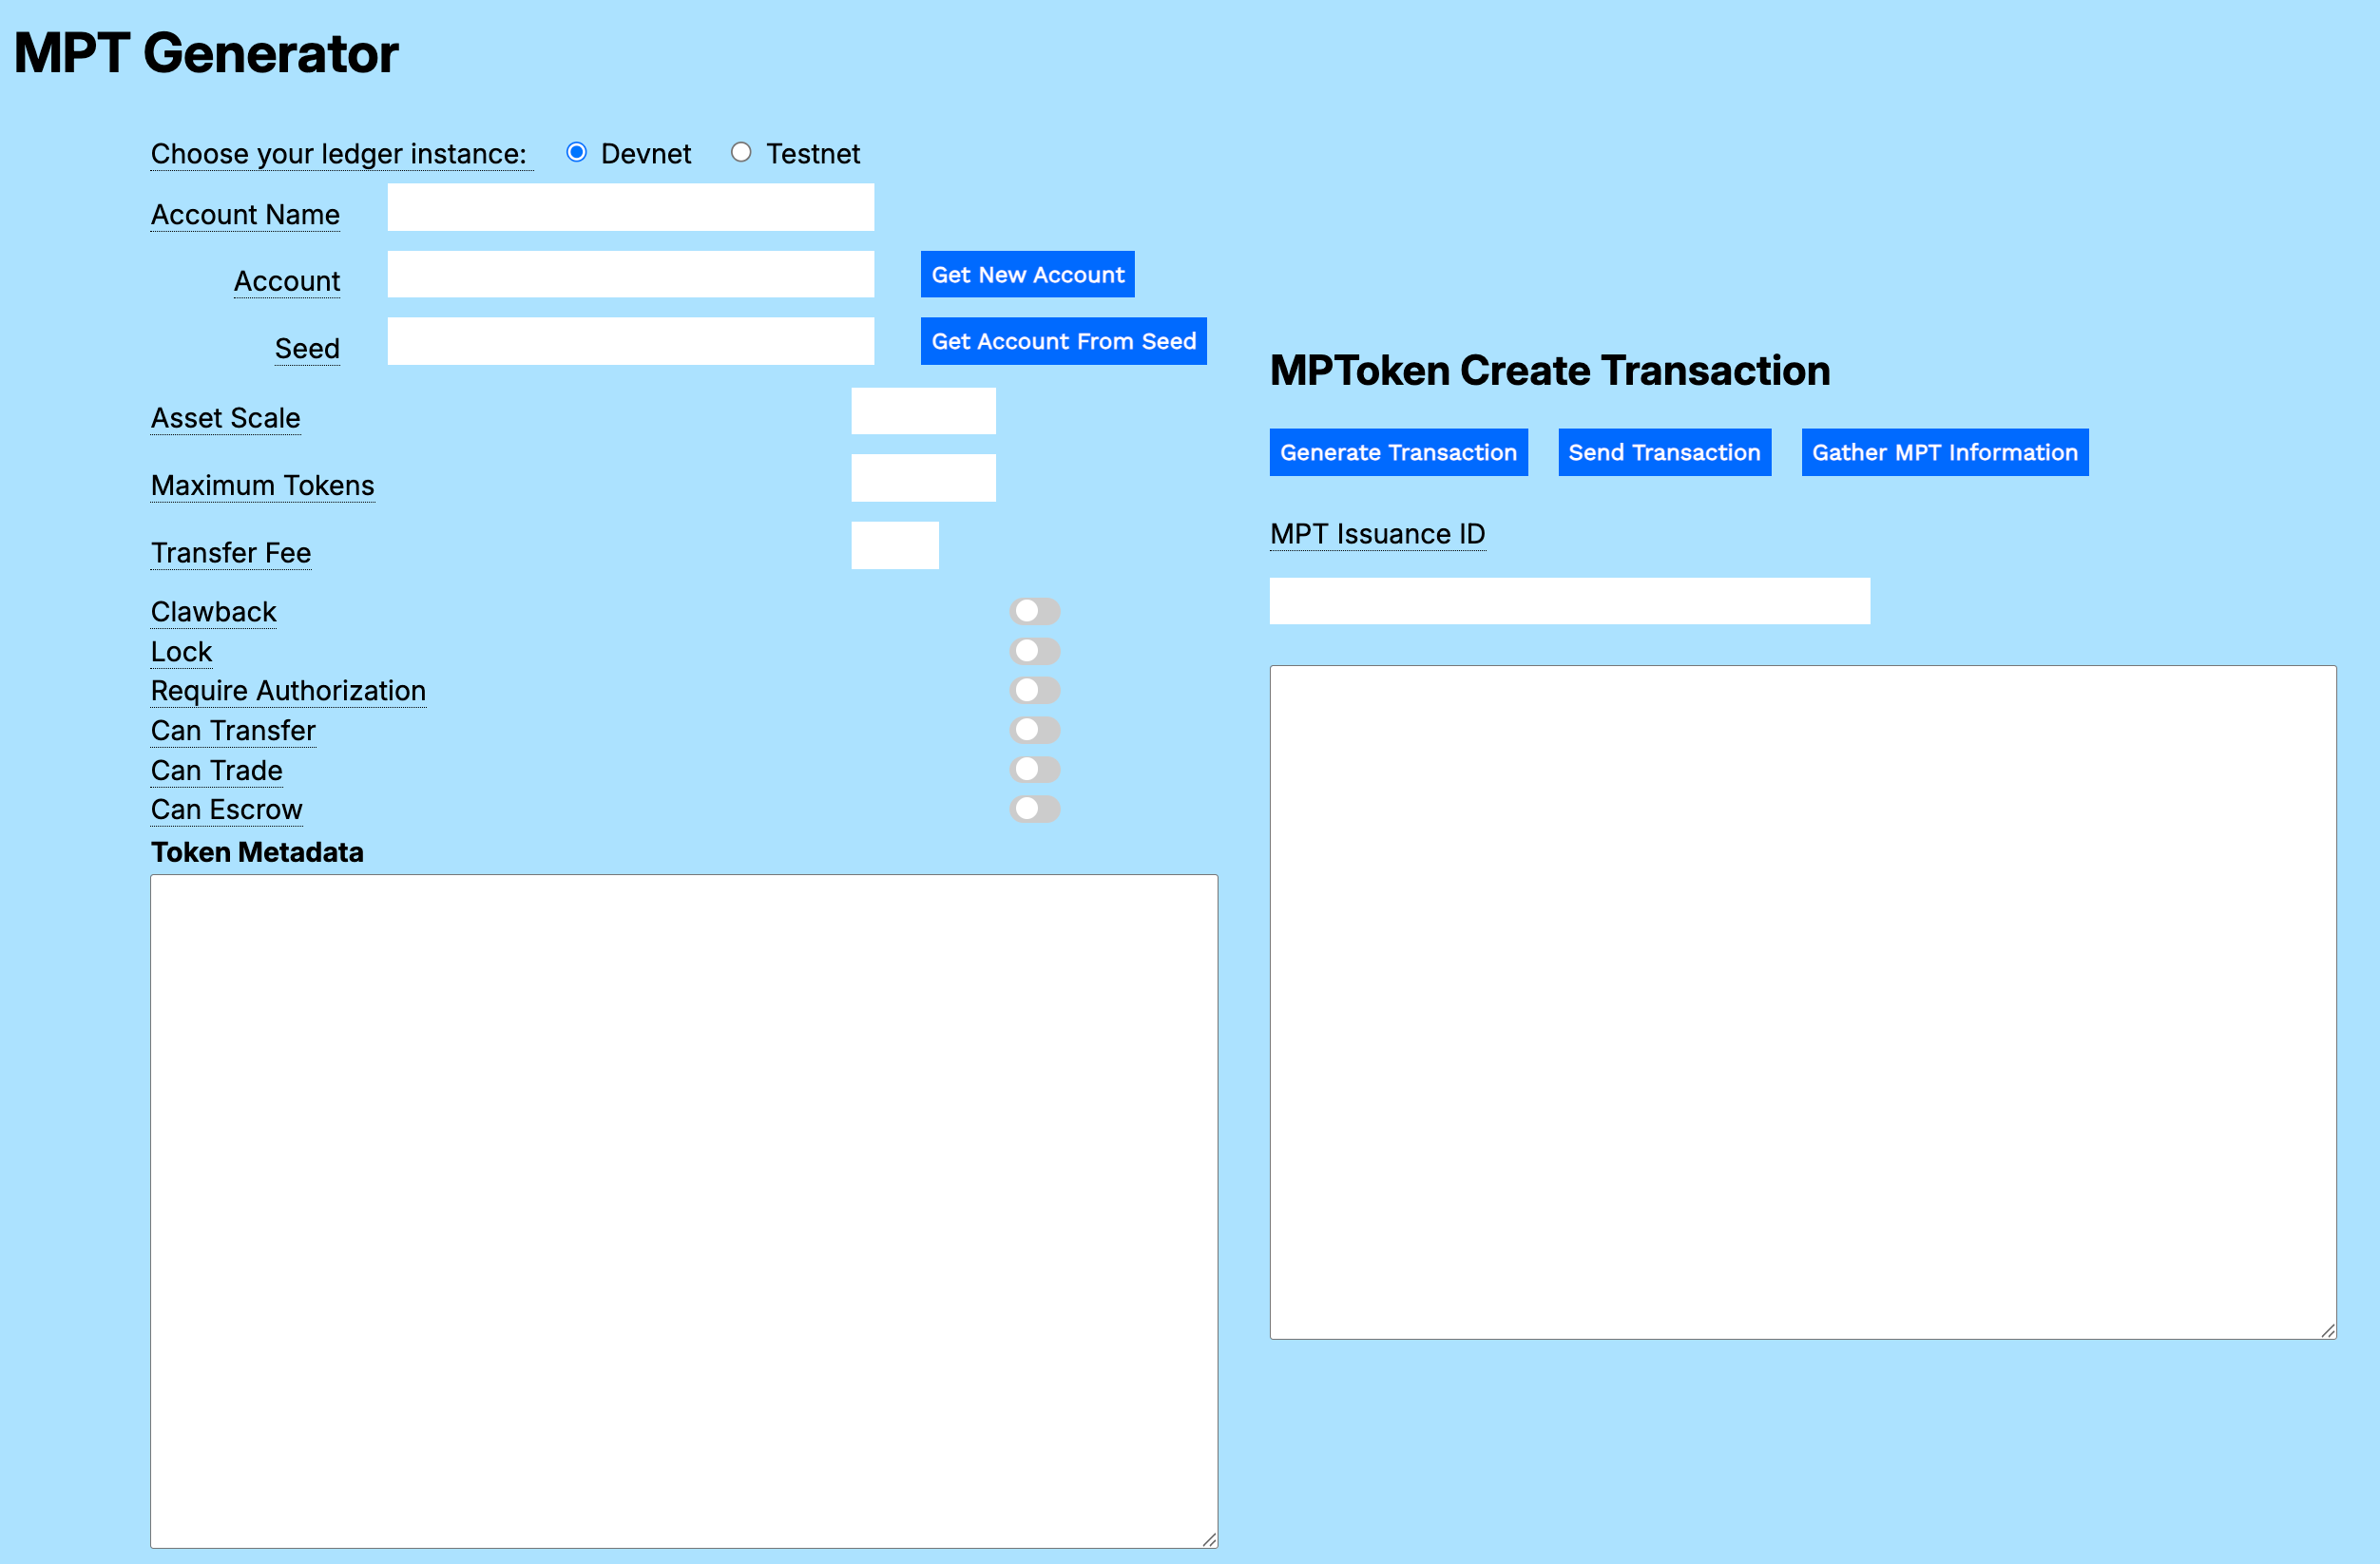 MPT Generator
Choose your ledger instance: Devnet Testnet
Account Name
Account Get New Account
Seed Get Account From Seed
Asset Scale
Maximum Tokens
Transfer Fee
Clawback
Lock
Require Authorization
Can Transfer
Can Trade
Can Escrow
Token Metadata
MPToken Create Transaction
Generate Transaction Send Transaction Gather MPT Information
MPT Issuance ID